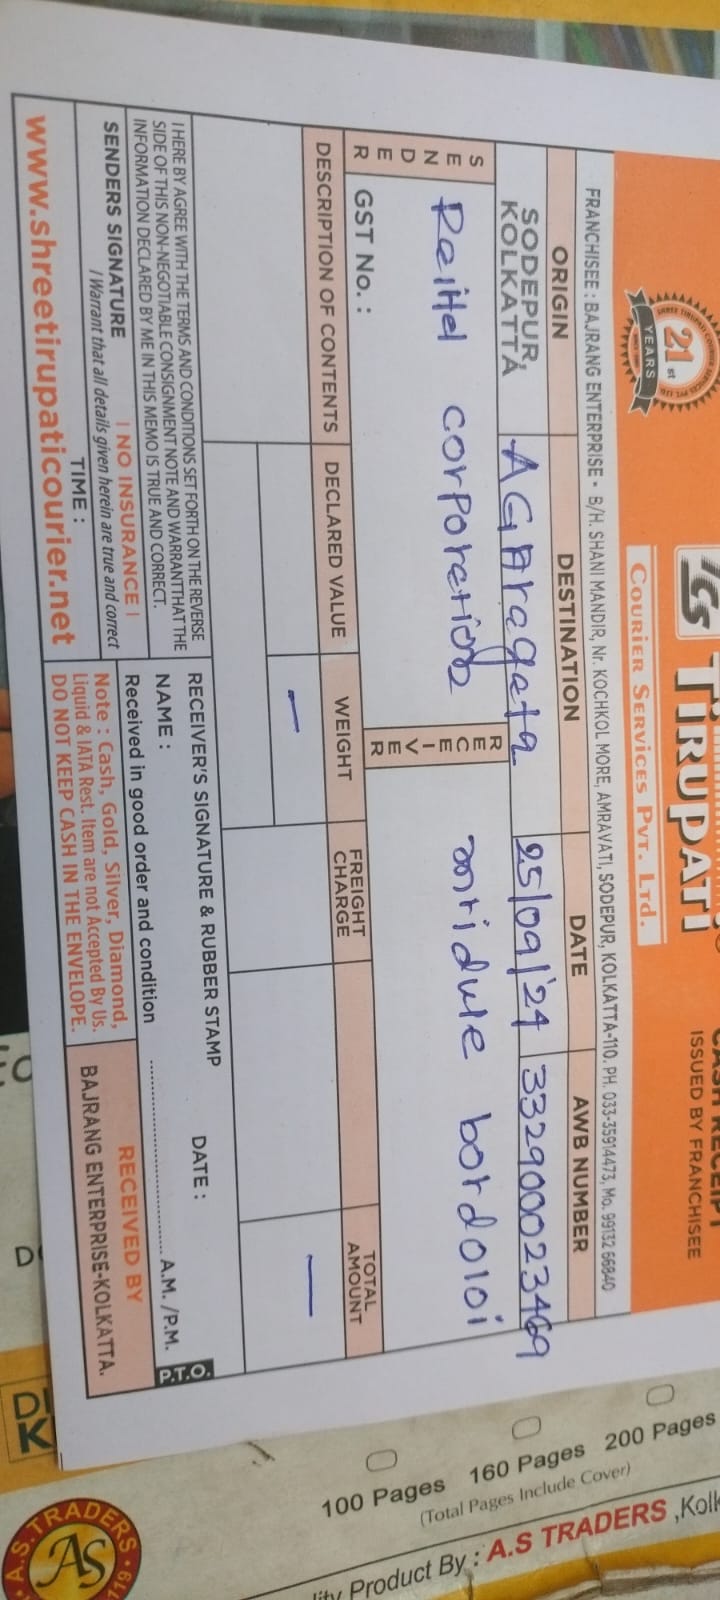 21st
YEARS
TIRUPATI
COURIER SERVICES PVT. LTD.
CASH RECEIPT
ISSUED BY FRANCHISEE
FRANCHISEE : BAJRANG ENTERPRISE - B/H. SHANI MANDIR, Nr. KOCHKOL MORE, AMRAVATI, SODEPUR, KOLKATTA-110. PH. 033-35914473, Mo. 99132 66840
ORIGIN DESTINATION DATE AWB NUMBER
SODEPUR, KOLKATTA AGAragata 25/09/'24 332900023469
SENDER
Reitel corporation
GST No. :
RECEIVER
mridule bordoloi
DESCRIPTION OF CONTENTS DECLARED VALUE WEIGHT FREIGHT CHARGE TOTAL AMOUNT
— —
I HERE BY AGREE WITH THE TERMS AND CONDITIONS SET FORTH ON THE REVERSE
SIDE OF THIS NON-NEGOTIABLE CONSIGNMENT NOTE AND WARRANT THAT THE
INFORMATION DECLARED BY ME IN THIS MEMO IS TRUE AND CORRECT.
SENDERS SIGNATURE | NO INSURANCE |
I Warrant that all details given herein are true and correct
TIME :
www.shreetirupaticourier.net
RECEIVER'S SIGNATURE & RUBBER STAMP
NAME : DATE :
Received in good order and condition .......................... A.M. /P.M.
P.T.O.
Note : Cash, Gold, Silver, Diamond,
Liquid & IATA Rest. Item are not Accepted By Us.
DO NOT KEEP CASH IN THE ENVELOPE.
RECEIVED BY
BAJRANG ENTERPRISE-KOLKATTA.
100 Pages 160 Pages 200 Pages
(Total Pages Include Cover)
Product By : A.S TRADERS ,Kolk
A.S. TRADERS
AS